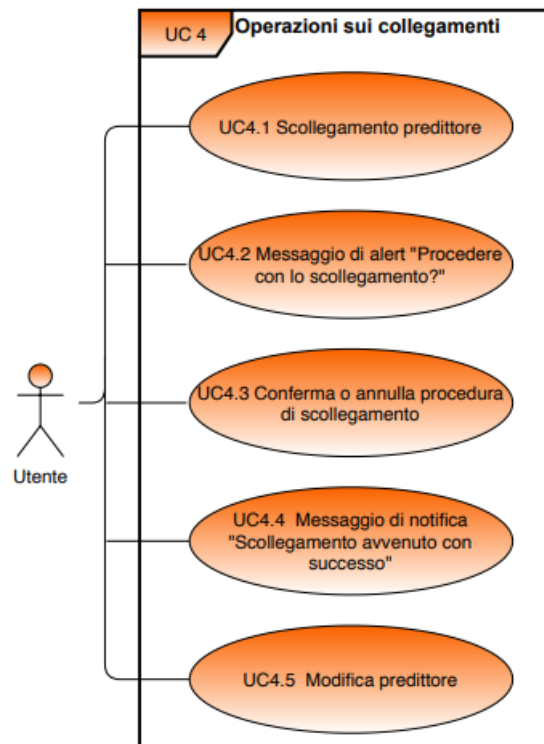 UC 4
Operazioni sui collegamenti
UC4.1 Scollegamento predittore
UC4.2 Messaggio di alert "Procedere
con lo scollegamento?"
UC4.3 Conferma o annulla procedura
di scollegamento
Utente
UC4.4 Messaggio di notifica
"Scollegamento avvenuto con
successo"
UC4.5 Modifica predittore